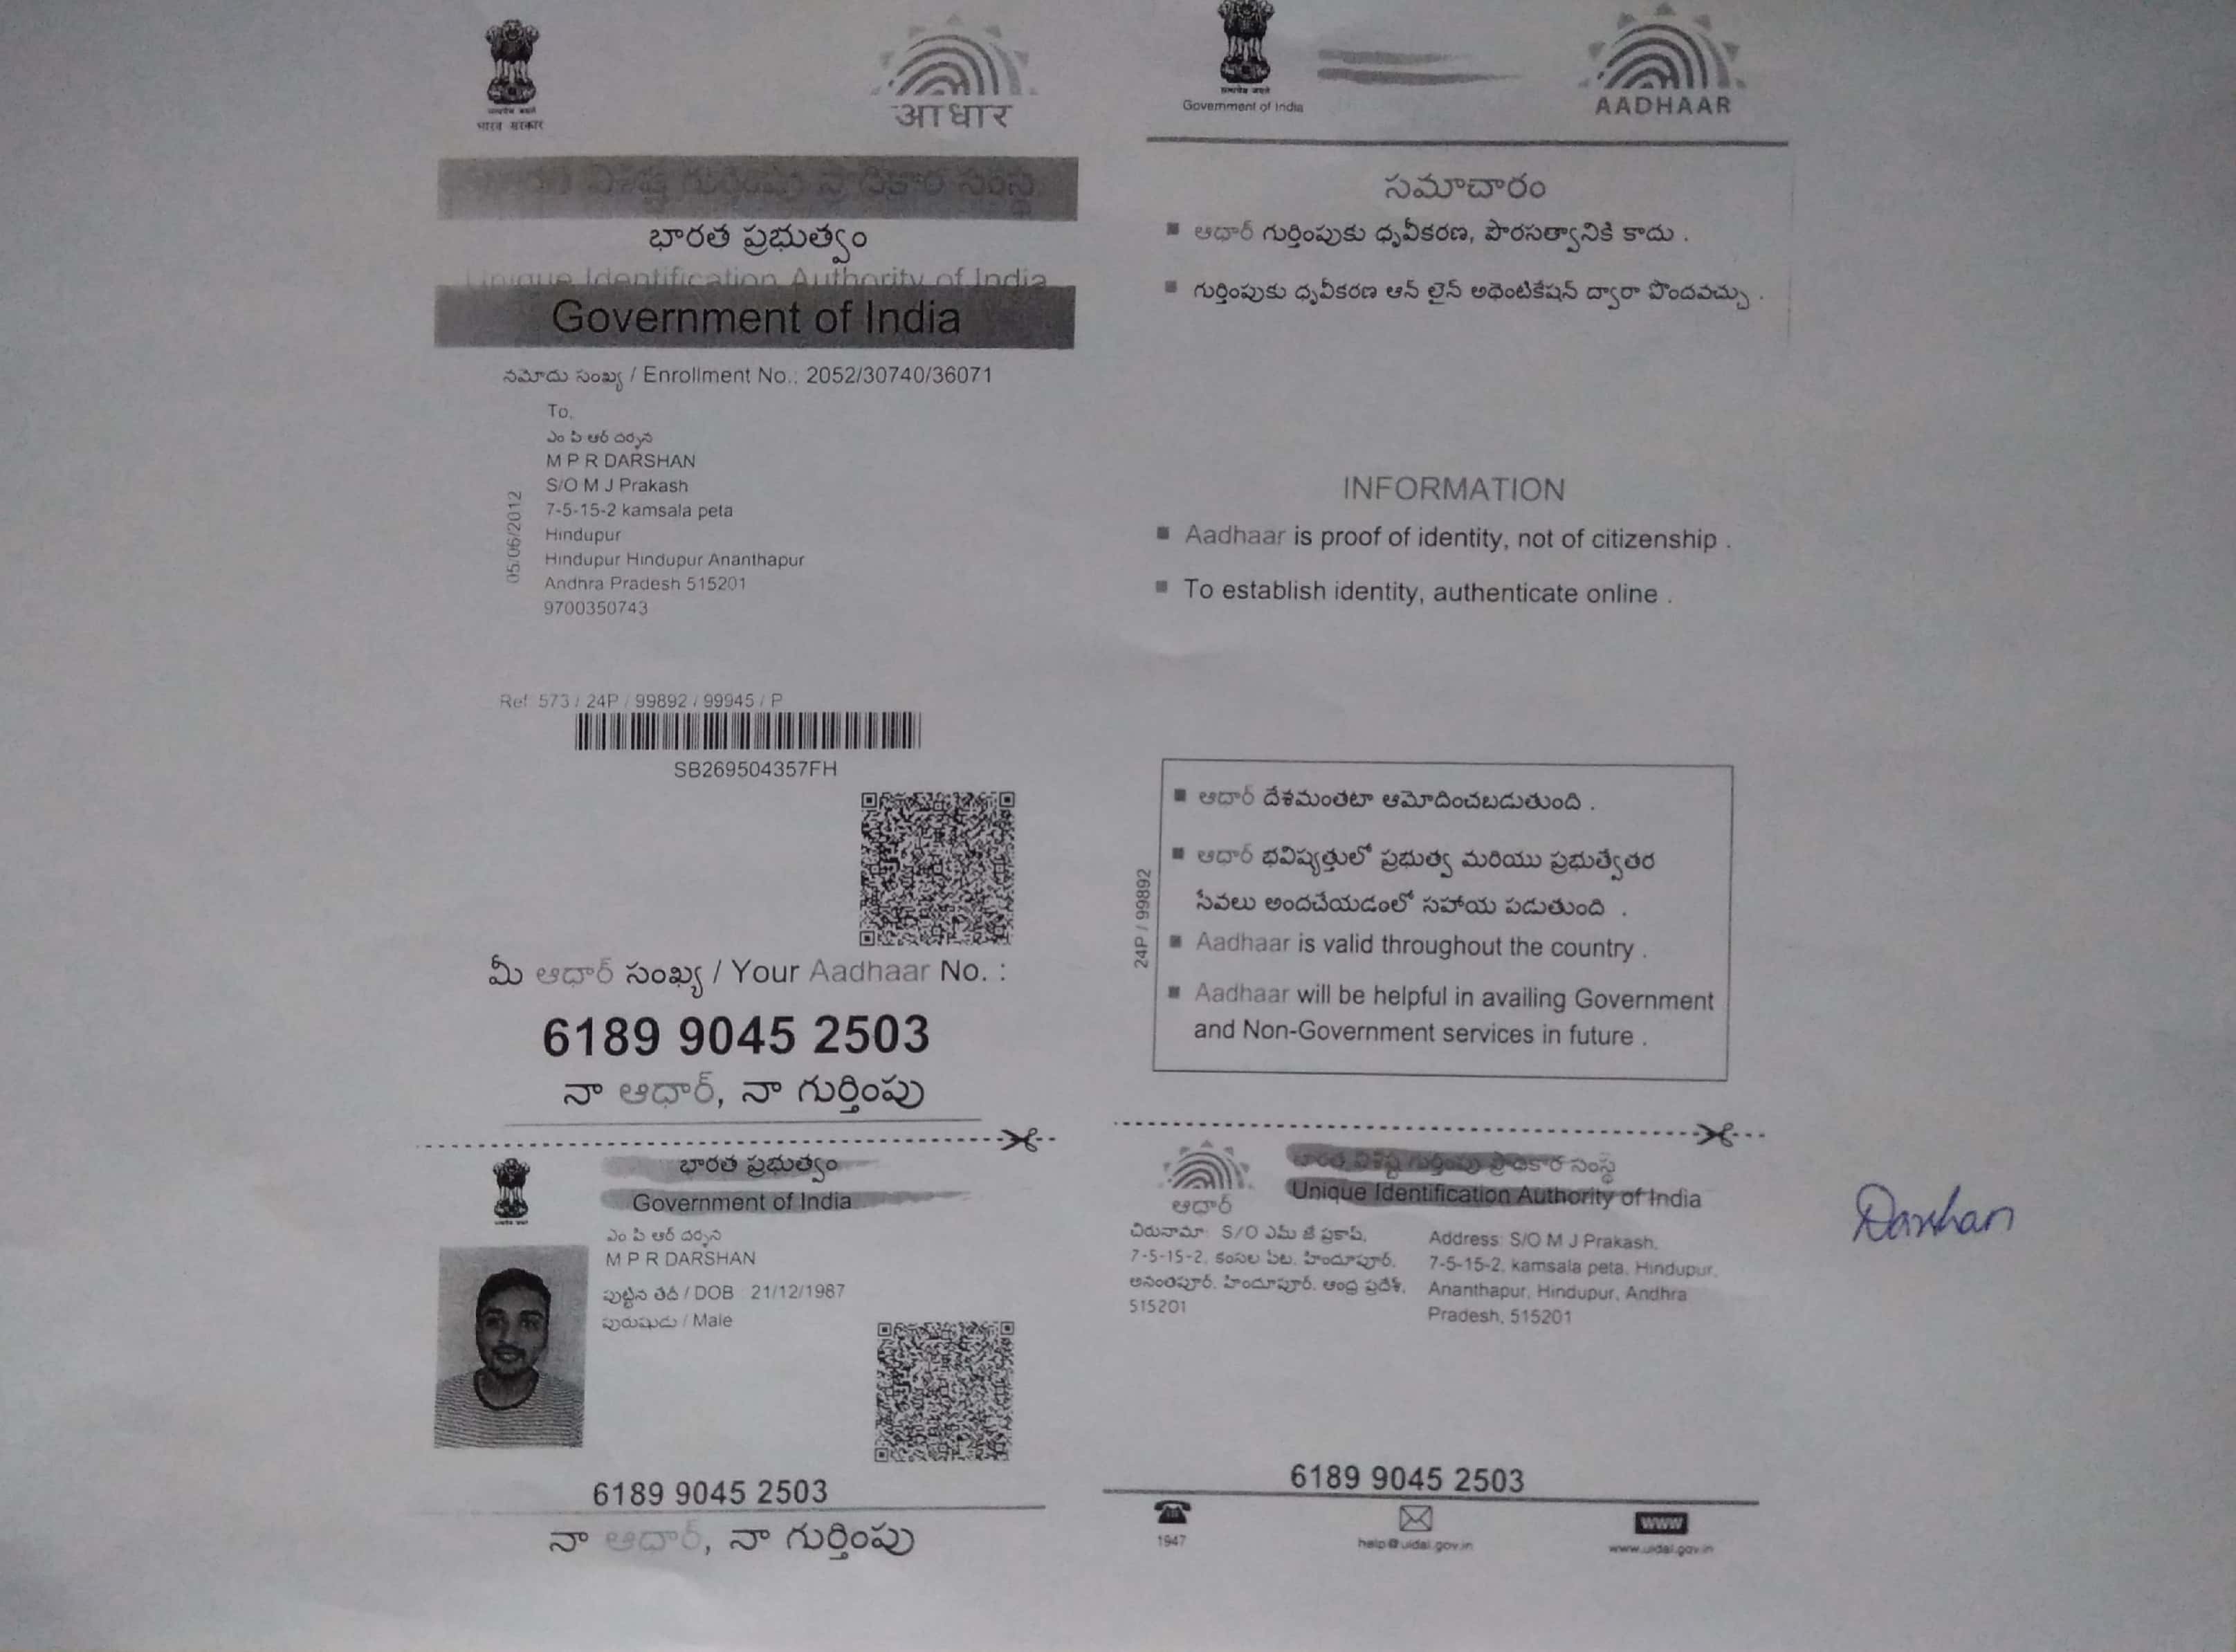 भारत सरकार
आधार
భారత ప్రభుత్వం
Unique Identification Authority of India
Government of India
నమోదు సంఖ్య / Enrollment No.: 2052/30740/36071
To,
ఎం పి ఆర్ దర్శన
M P R DARSHAN
S/O M J Prakash
7-5-15-2 kamsala peta
Hindupur
Hindupur Hindupur Ananthapur
Andhra Pradesh 515201
9700350743
05/06/2012
Ref: 573 / 24P / 99892 / 99945 / P
SB269504357FH
మీ ఆధార్ సంఖ్య / Your Aadhaar No. :
6189 9045 2503
నా ఆధార్, నా గుర్తింపు
భారత ప్రభుత్వం
Government of India
ఎం పి ఆర్ దర్శన
M P R DARSHAN
పుట్టిన తేదీ / DOB : 21/12/1987
పురుషుడు / Male
6189 9045 2503
నా ఆధార్, నా గుర్తింపు
Government of India
AADHAAR
సమాచారం
ఆధార్ గుర్తింపుకు ధృవీకరణ, పౌరసత్వానికి కాదు .
గుర్తింపుకు ధృవీకరణ ఆన్ లైన్ అథెంటికేషన్ ద్వారా పొందవచ్చు .
INFORMATION
Aadhaar is proof of identity, not of citizenship .
To establish identity, authenticate online .
24P / 99892
ఆధార్ దేశమంతటా ఆమోదించబడుతుంది .
ఆధార్ భవిష్యత్తులో ప్రభుత్వ మరియు ప్రభుత్వేతర
సేవలు అందచేయడంలో సహాయ పడుతుంది .
Aadhaar is valid throughout the country .
Aadhaar will be helpful in availing Government
and Non-Government services in future .
ఆధార్
భారత విశిష్ట గుర్తింపు ప్రాధికార సంస్థ
Unique Identification Authority of India
చిరునామా: S/O ఎమ్ జే ప్రకాష్,
7-5-15-2, కంసల పేట, హిందూపూర్,
అనంతపూర్, హిందూపూర్, ఆంధ్ర ప్రదేశ్,
515201
Address: S/O M J Prakash,
7-5-15-2, kamsala peta, Hindupur,
Ananthapur, Hindupur, Andhra
Pradesh, 515201
6189 9045 2503
1947
help@uidai.gov.in
www
www.uidai.gov.in
Darshan